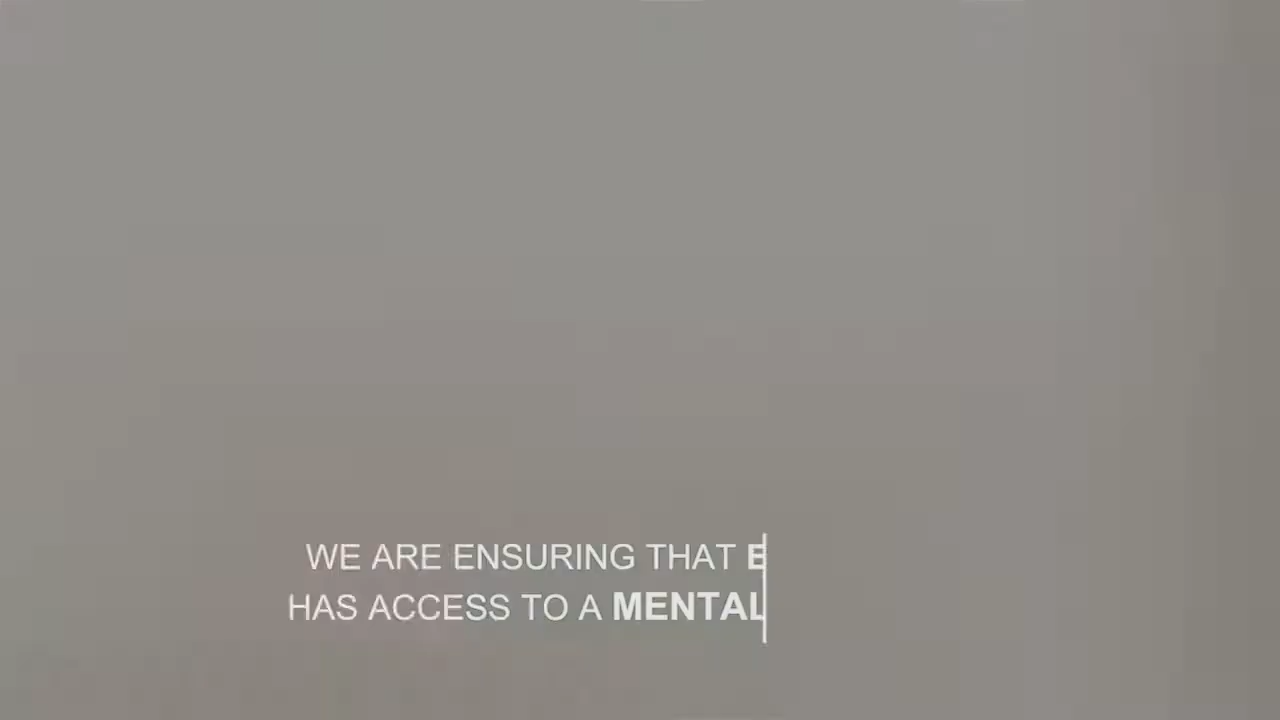 WE ARE ENSURING THAT E
HAS ACCESS TO A MENTAL